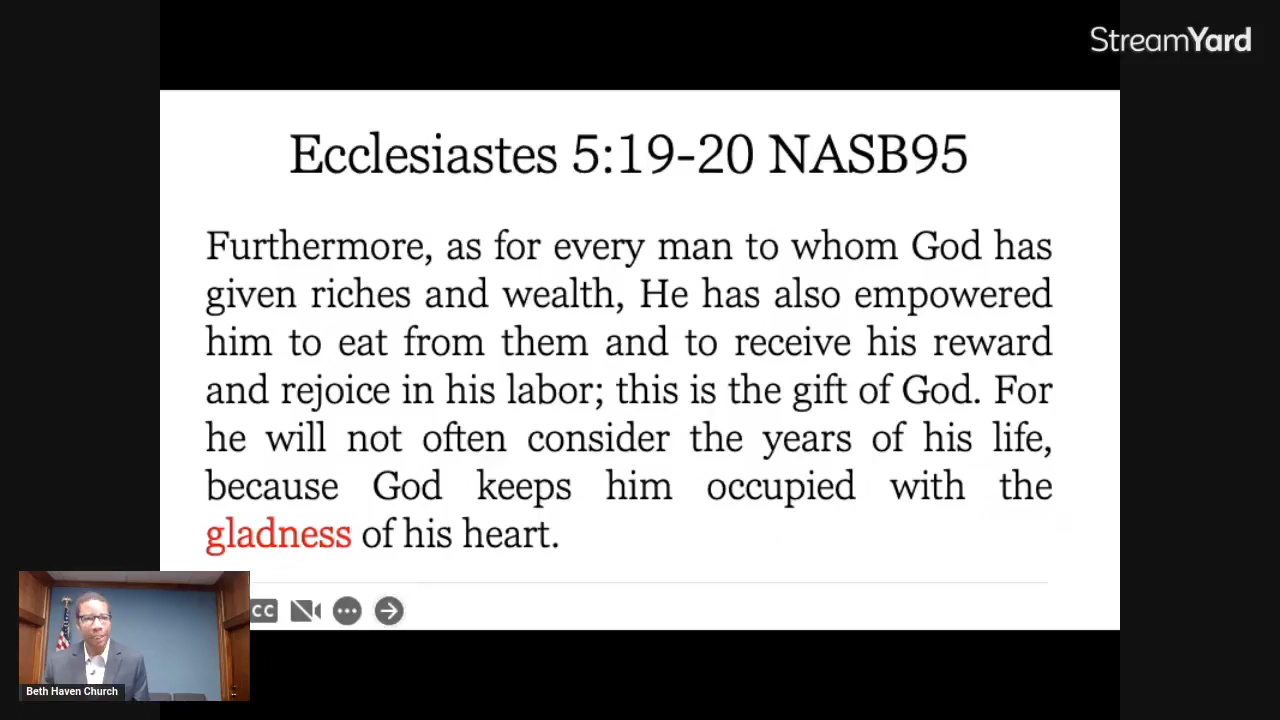 StreamYard
Ecclesiastes 5:19-20 NASB95
Furthermore, as for every man to whom God has
given riches and wealth, He has also empowered
him to eat from them and to receive his reward
and rejoice in his labor; this is the gift of God. For
he will not often consider the years of his life,
because God keeps him occupied with the
gladness of his heart.
CC
Beth Haven Church